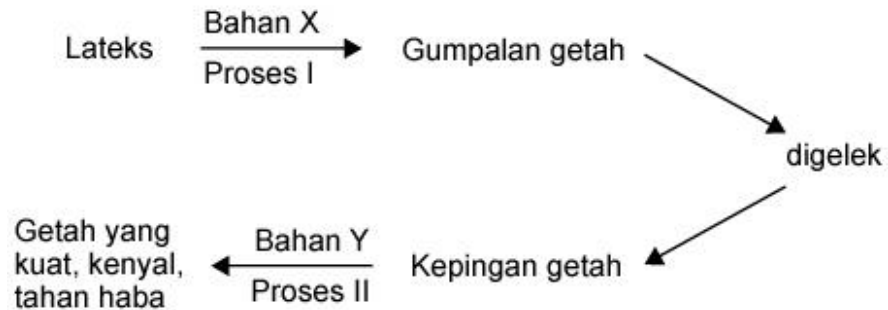 Lateks
Bahan X
Proses I
Gumpalan getah
digelek
Kepingan getah
Bahan Y
Proses II
Getah yang
kuat, kenyal,
tahan haba